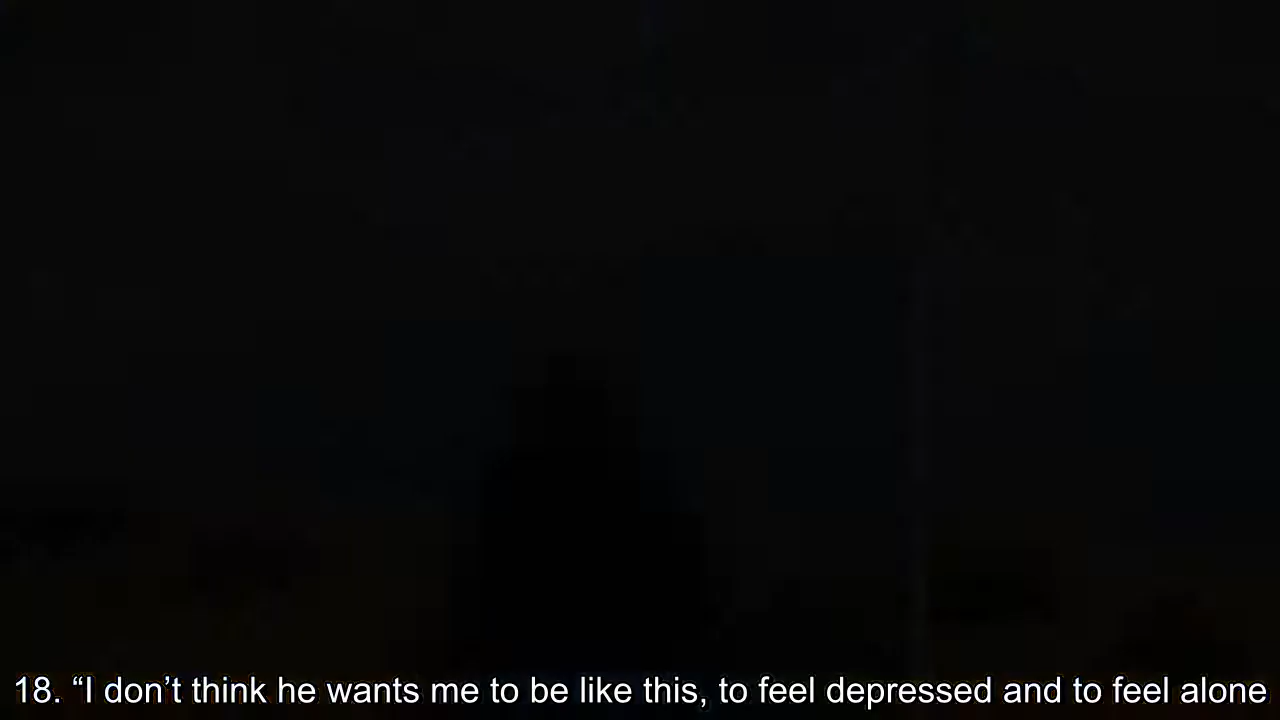 18. “I don’t think he wants me to be like this, to feel depressed and to feel alone